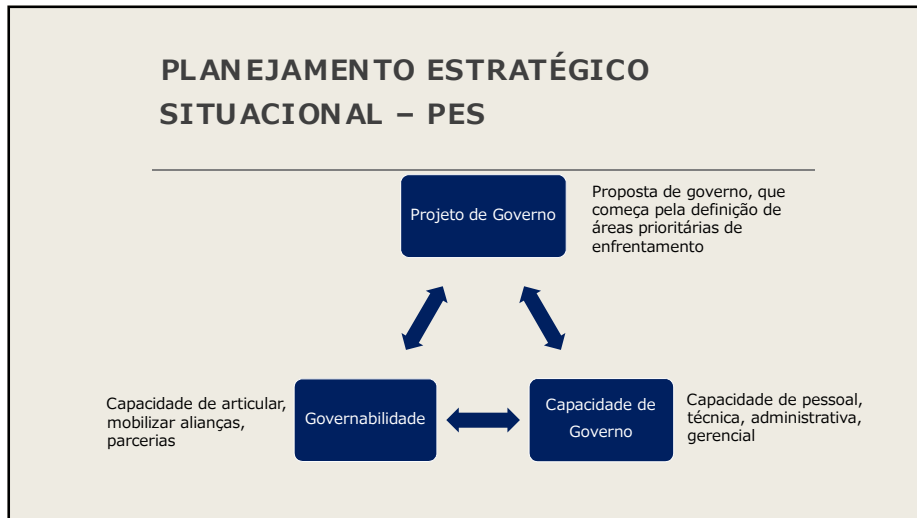 PLANEJAMENTO ESTRATÉGICO
SITUACIONAL – PES
Projeto de Governo
Proposta de governo, que
começa pela definição de
áreas prioritárias de
enfrentamento
Capacidade de articular,
mobilizar alianças,
parcerias
Governabilidade
Capacidade de
Governo
Capacidade de pessoal,
técnica, administrativa,
gerencial